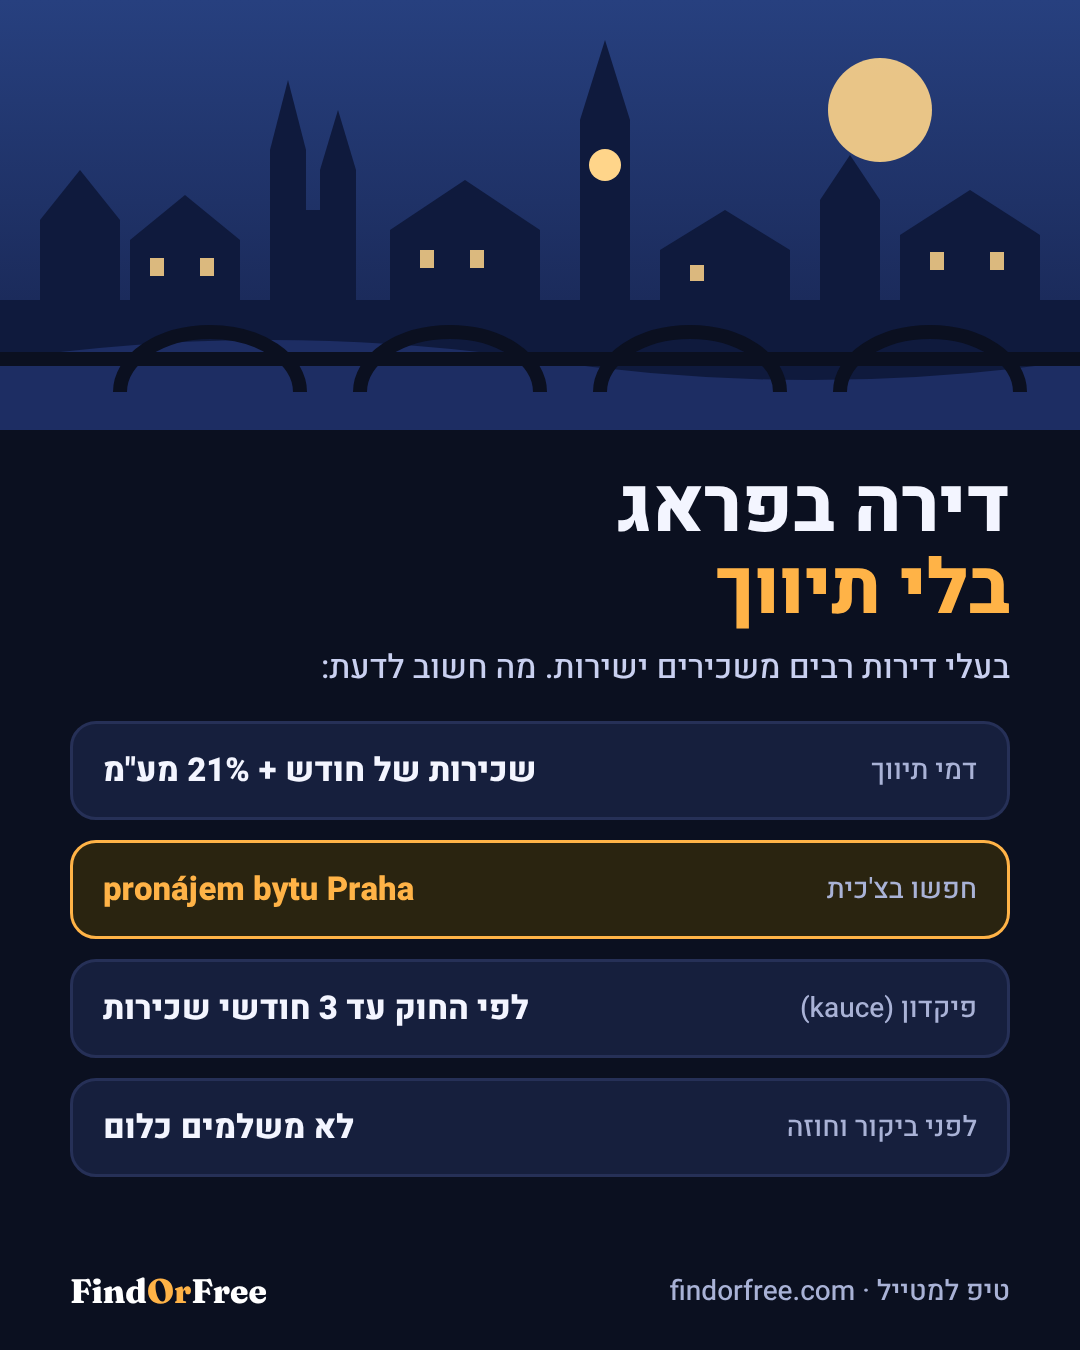 דירה בפראג
בלי תיווך
בעלי דירות רבים משכירים ישירות. מה חשוב לדעת:
דמי תיווך
שכירות של חודש + 21% מע"מ
חפשו בצ'כית
pronájem bytu Praha
פיקדון (kauce)
לפי החוק עד 3 חודשי שכירות
לפני ביקור וחוזה
לא משלמים כלום
טיפ למטייל · findorfree.com
FindOrFree